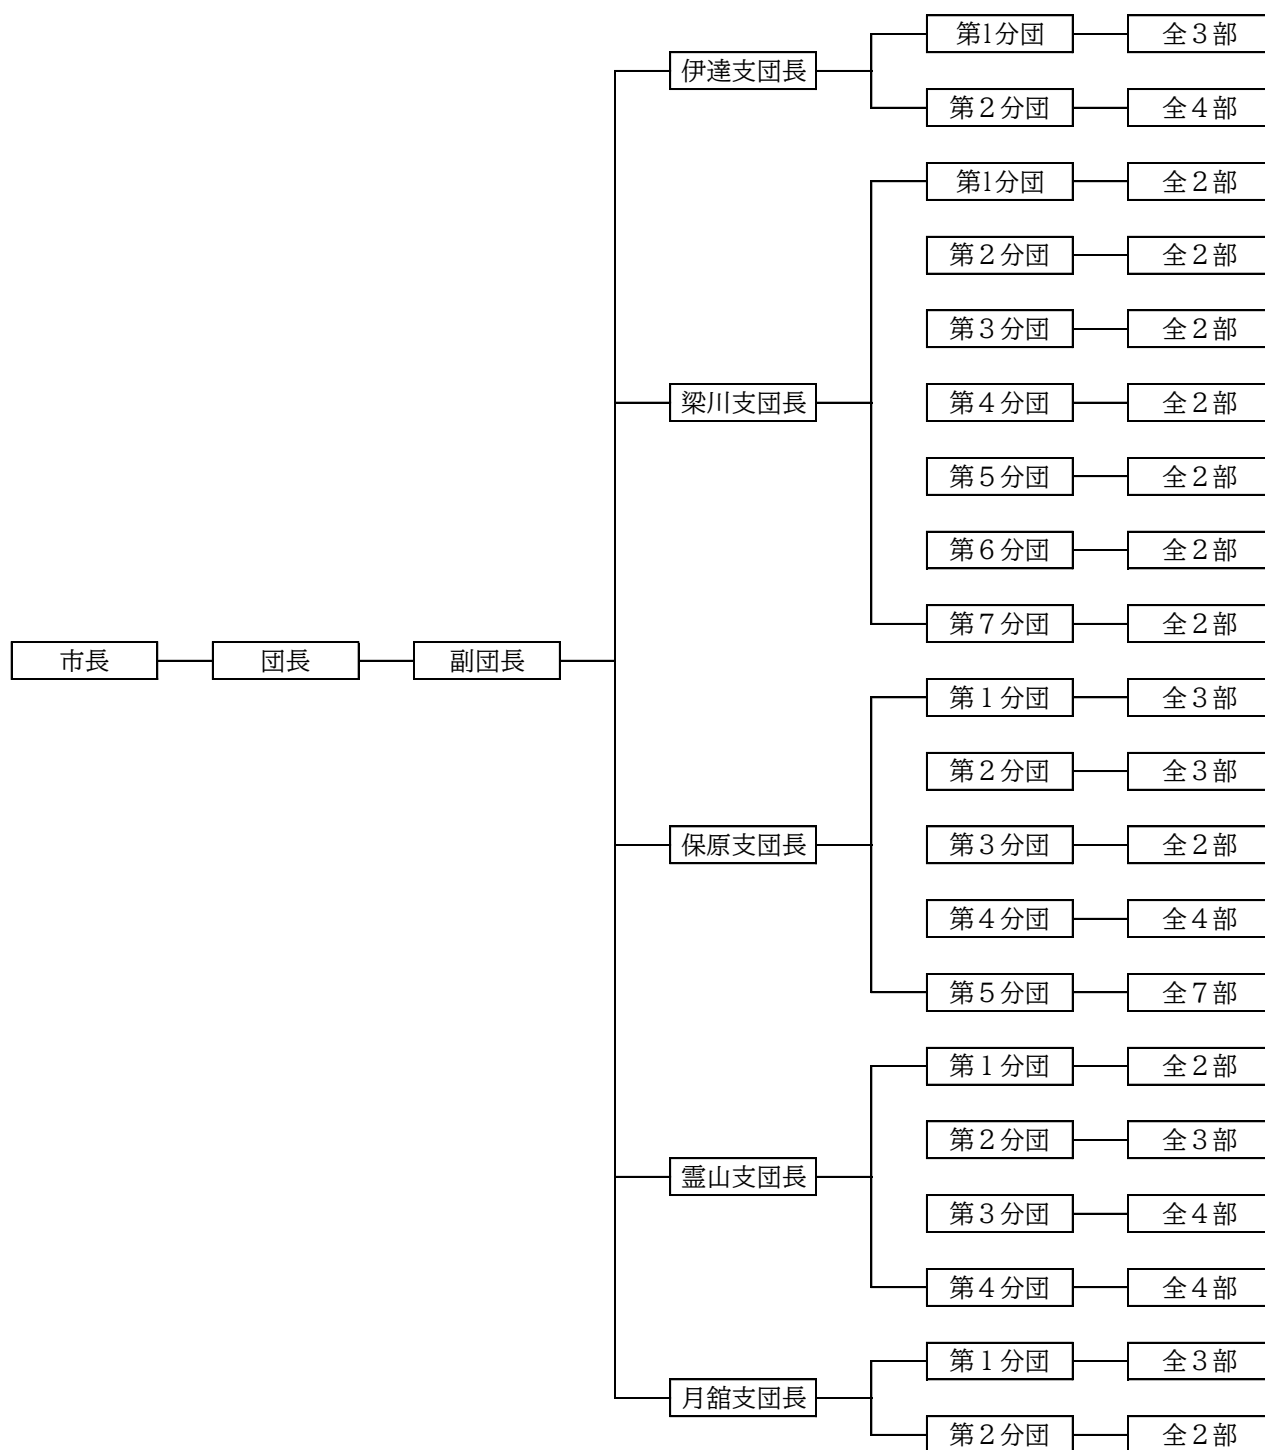 市長
団長
副団長
伊達支団長
第1分団 全３部
第２分団 全４部
梁川支団長
第1分団 全２部
第２分団 全２部
第３分団 全２部
第４分団 全２部
第５分団 全２部
第６分団 全２部
第７分団 全２部
保原支団長
第１分団 全３部
第２分団 全３部
第３分団 全２部
第４分団 全４部
第５分団 全７部
霊山支団長
第１分団 全２部
第２分団 全３部
第３分団 全４部
第４分団 全４部
月舘支団長
第１分団 全３部
第２分団 全２部